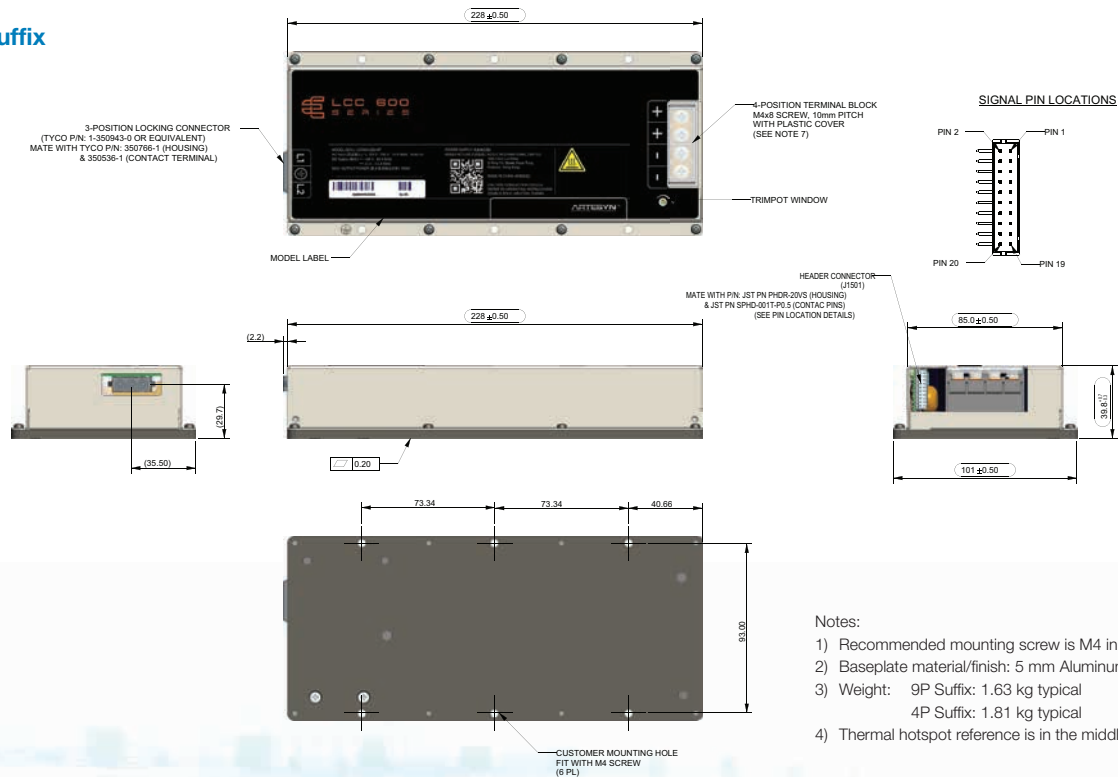 uffix
228 ±0.50
LCC 600
SERIES
3-POSITION LOCKING CONNECTOR
(TYCO P/N: 1-350943-0 OR EQUIVALENT)
MATE WITH TYCO P/N: 350766-1 (HOUSING)
& 350536-1 (CONTACT TERMINAL)
L1
L2
+
+
-
-
4-POSITION TERMINAL BLOCK
M4x8 SCREW, 10mm PITCH
WITH PLASTIC COVER
(SEE NOTE 7)
TRIMPOT WINDOW
ARTESYN
MODEL LABEL
SIGNAL PIN LOCATIONS
PIN 2
PIN 1
PIN 20
PIN 19
HEADER CONNECTOR
(J1501)
MATE WITH P/N: JST PN PHDR-20VS (HOUSING)
& JST PN SPHD-001T-P0.5 (CONTAC PINS)
(SEE PIN LOCATION DETAILS)
228 ±0.50
(2.2)
85.0 ±0.50
(29.7)
(35.50)
0.20
39.8
101 ±0.50
73.34
73.34
40.66
93.00
CUSTOMER MOUNTING HOLE
FIT WITH M4 SCREW
(6 PL)
Notes:
1) Recommended mounting screw is M4 in
2) Baseplate material/finish: 5 mm Aluminu
3) Weight: 9P Suffix: 1.63 kg typical
4P Suffix: 1.81 kg typical
4) Thermal hotspot reference is in the middl